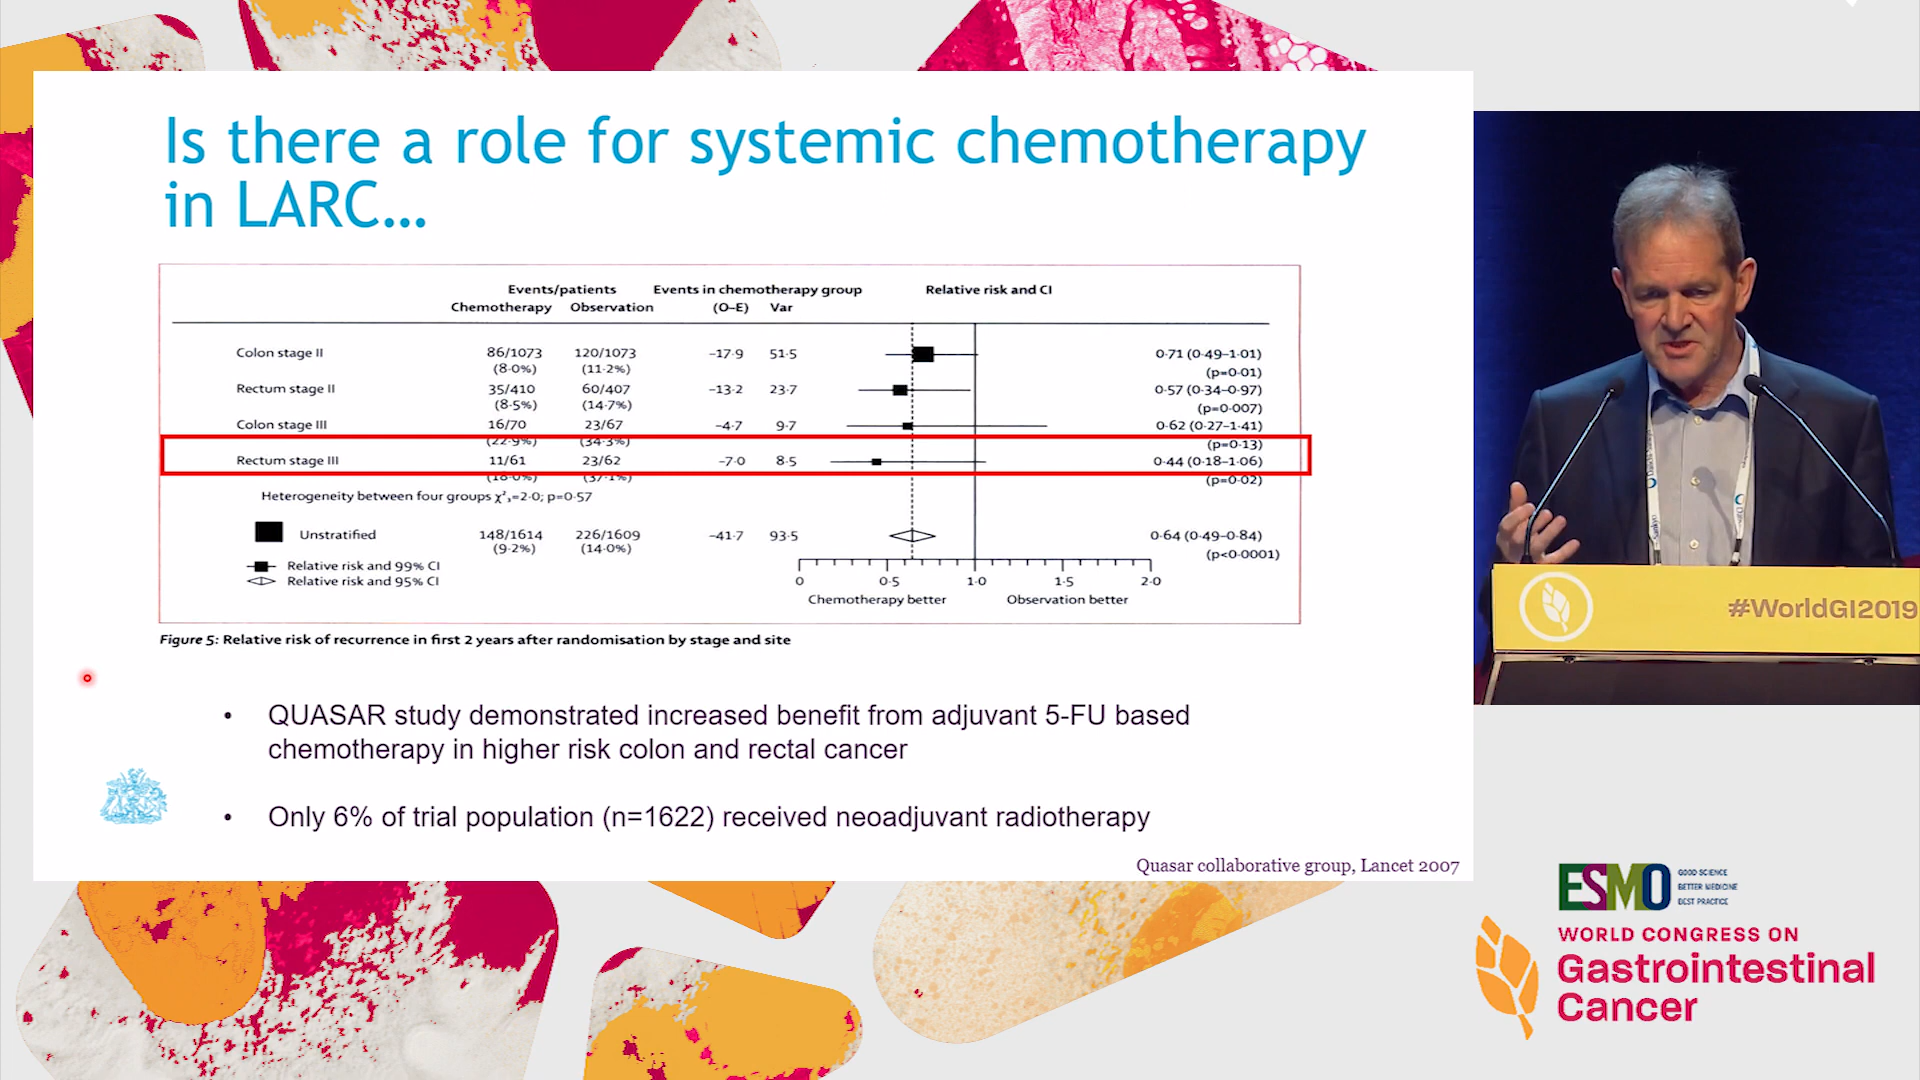 Is there a role for systemic chemotherapy
in LARC...
Events/patients Events in chemotherapy group Relative risk and CI
Chemotherapy Observation (O–E) Var
Colon stage II 86/1073 120/1073 –17·9 51·5 0·71 (0·49–1·01)
(8·0%) (11·2%) (p=0·01)
Rectum stage II 35/410 60/407 –13·2 23·7 0·57 (0·34–0·97)
(8·5%) (14·7%) (p=0·007)
Colon stage III 16/70 23/67 –4·7 9·7 0·62 (0·27–1·41)
(22·9%) (34·3%) (p=0·13)
Rectum stage III 11/61 23/62 –7·0 8·5 0·44 (0·18–1·06)
(18·0%) (37·1%) (p=0·02)
Heterogeneity between four groups χ²₃=2·0; p=0·57
Unstratified 148/1614 226/1609 –41·7 93·5 0·64 (0·49–0·84)
(9·2%) (14·0%) (p<0·0001)
Relative risk and 99% CI
Relative risk and 95% CI
0 0·5 1·0 1·5 2·0
Chemotherapy better Observation better
Figure 5: Relative risk of recurrence in first 2 years after randomisation by stage and site
• QUASAR study demonstrated increased benefit from adjuvant 5-FU based
chemotherapy in higher risk colon and rectal cancer
• Only 6% of trial population (n=1622) received neoadjuvant radiotherapy
Quasar collaborative group, Lancet 2007
#WorldGI2019
ESMO
GOOD SCIENCE
BETTER MEDICINE
BEST PRACTICE
WORLD CONGRESS ON
Gastrointestinal
Cancer